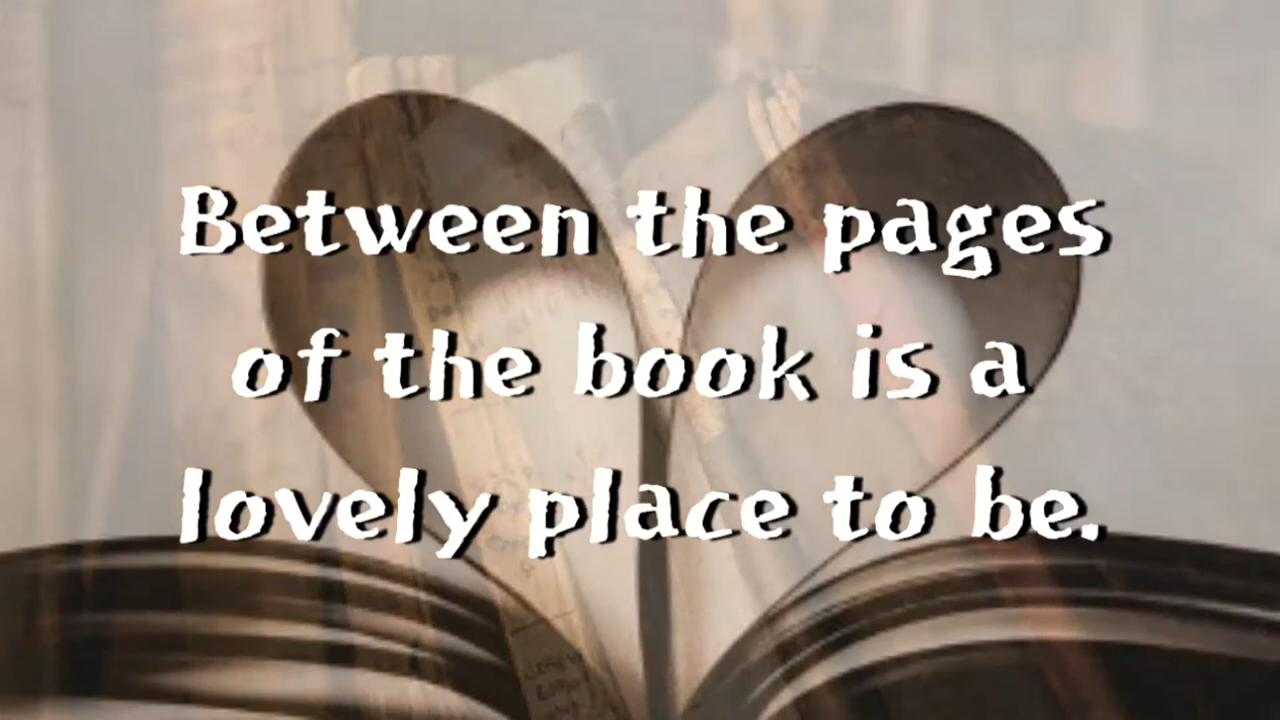 Between the pages
of the book is a
lovely place to be.